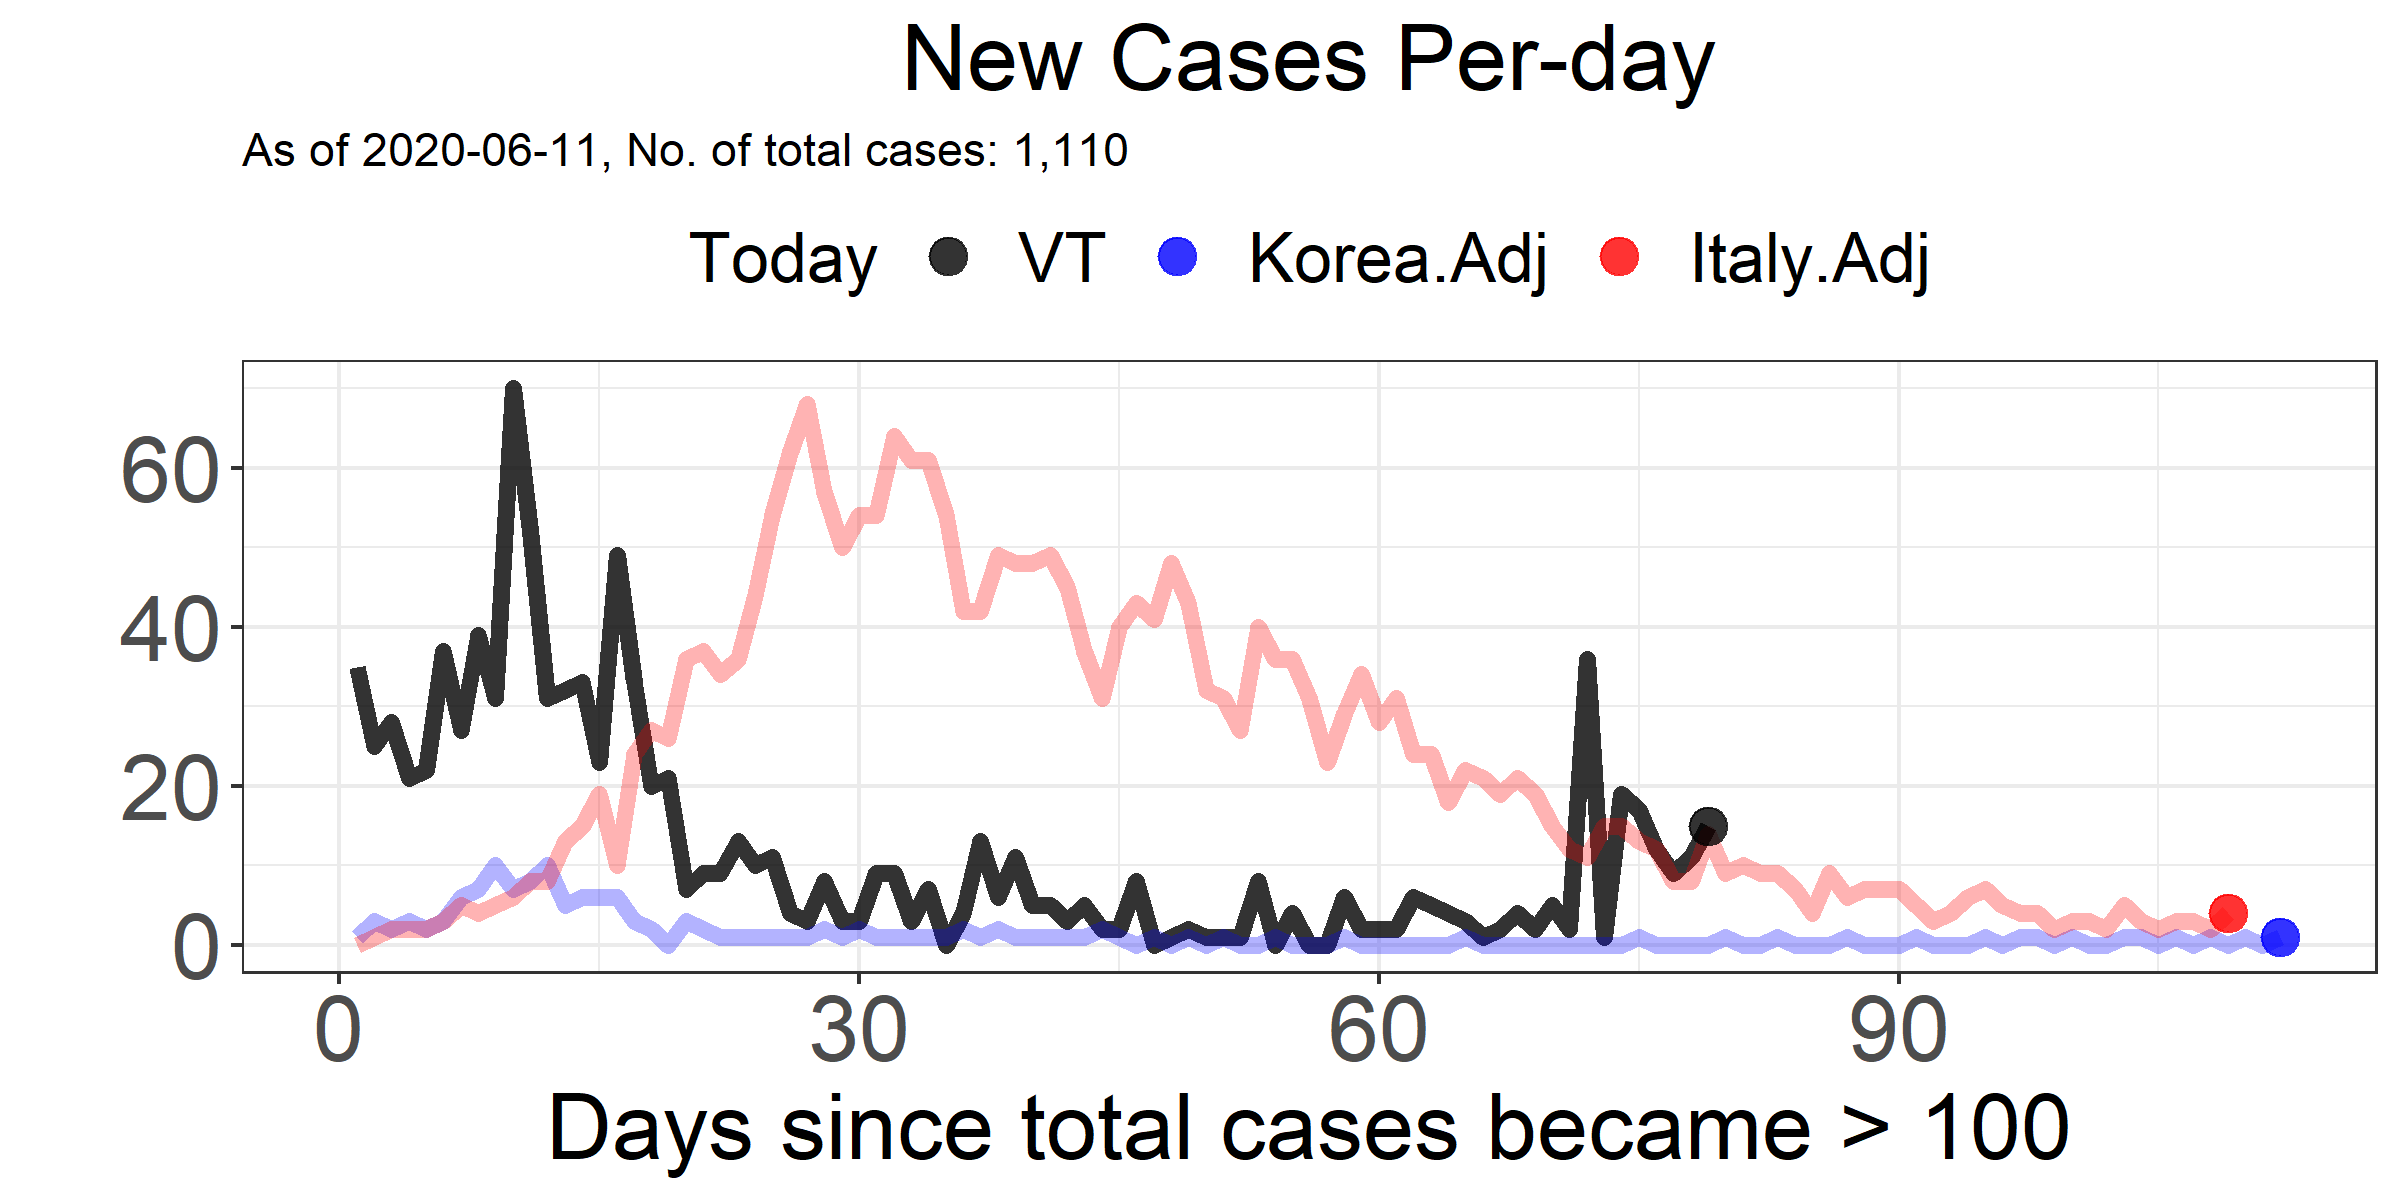 New Cases Per-day
As of 2020-06-11, No. of total cases: 1,110
Today VT Korea.Adj Italy.Adj
60
40
20
0
0 30 60 90
Days since total cases became > 100